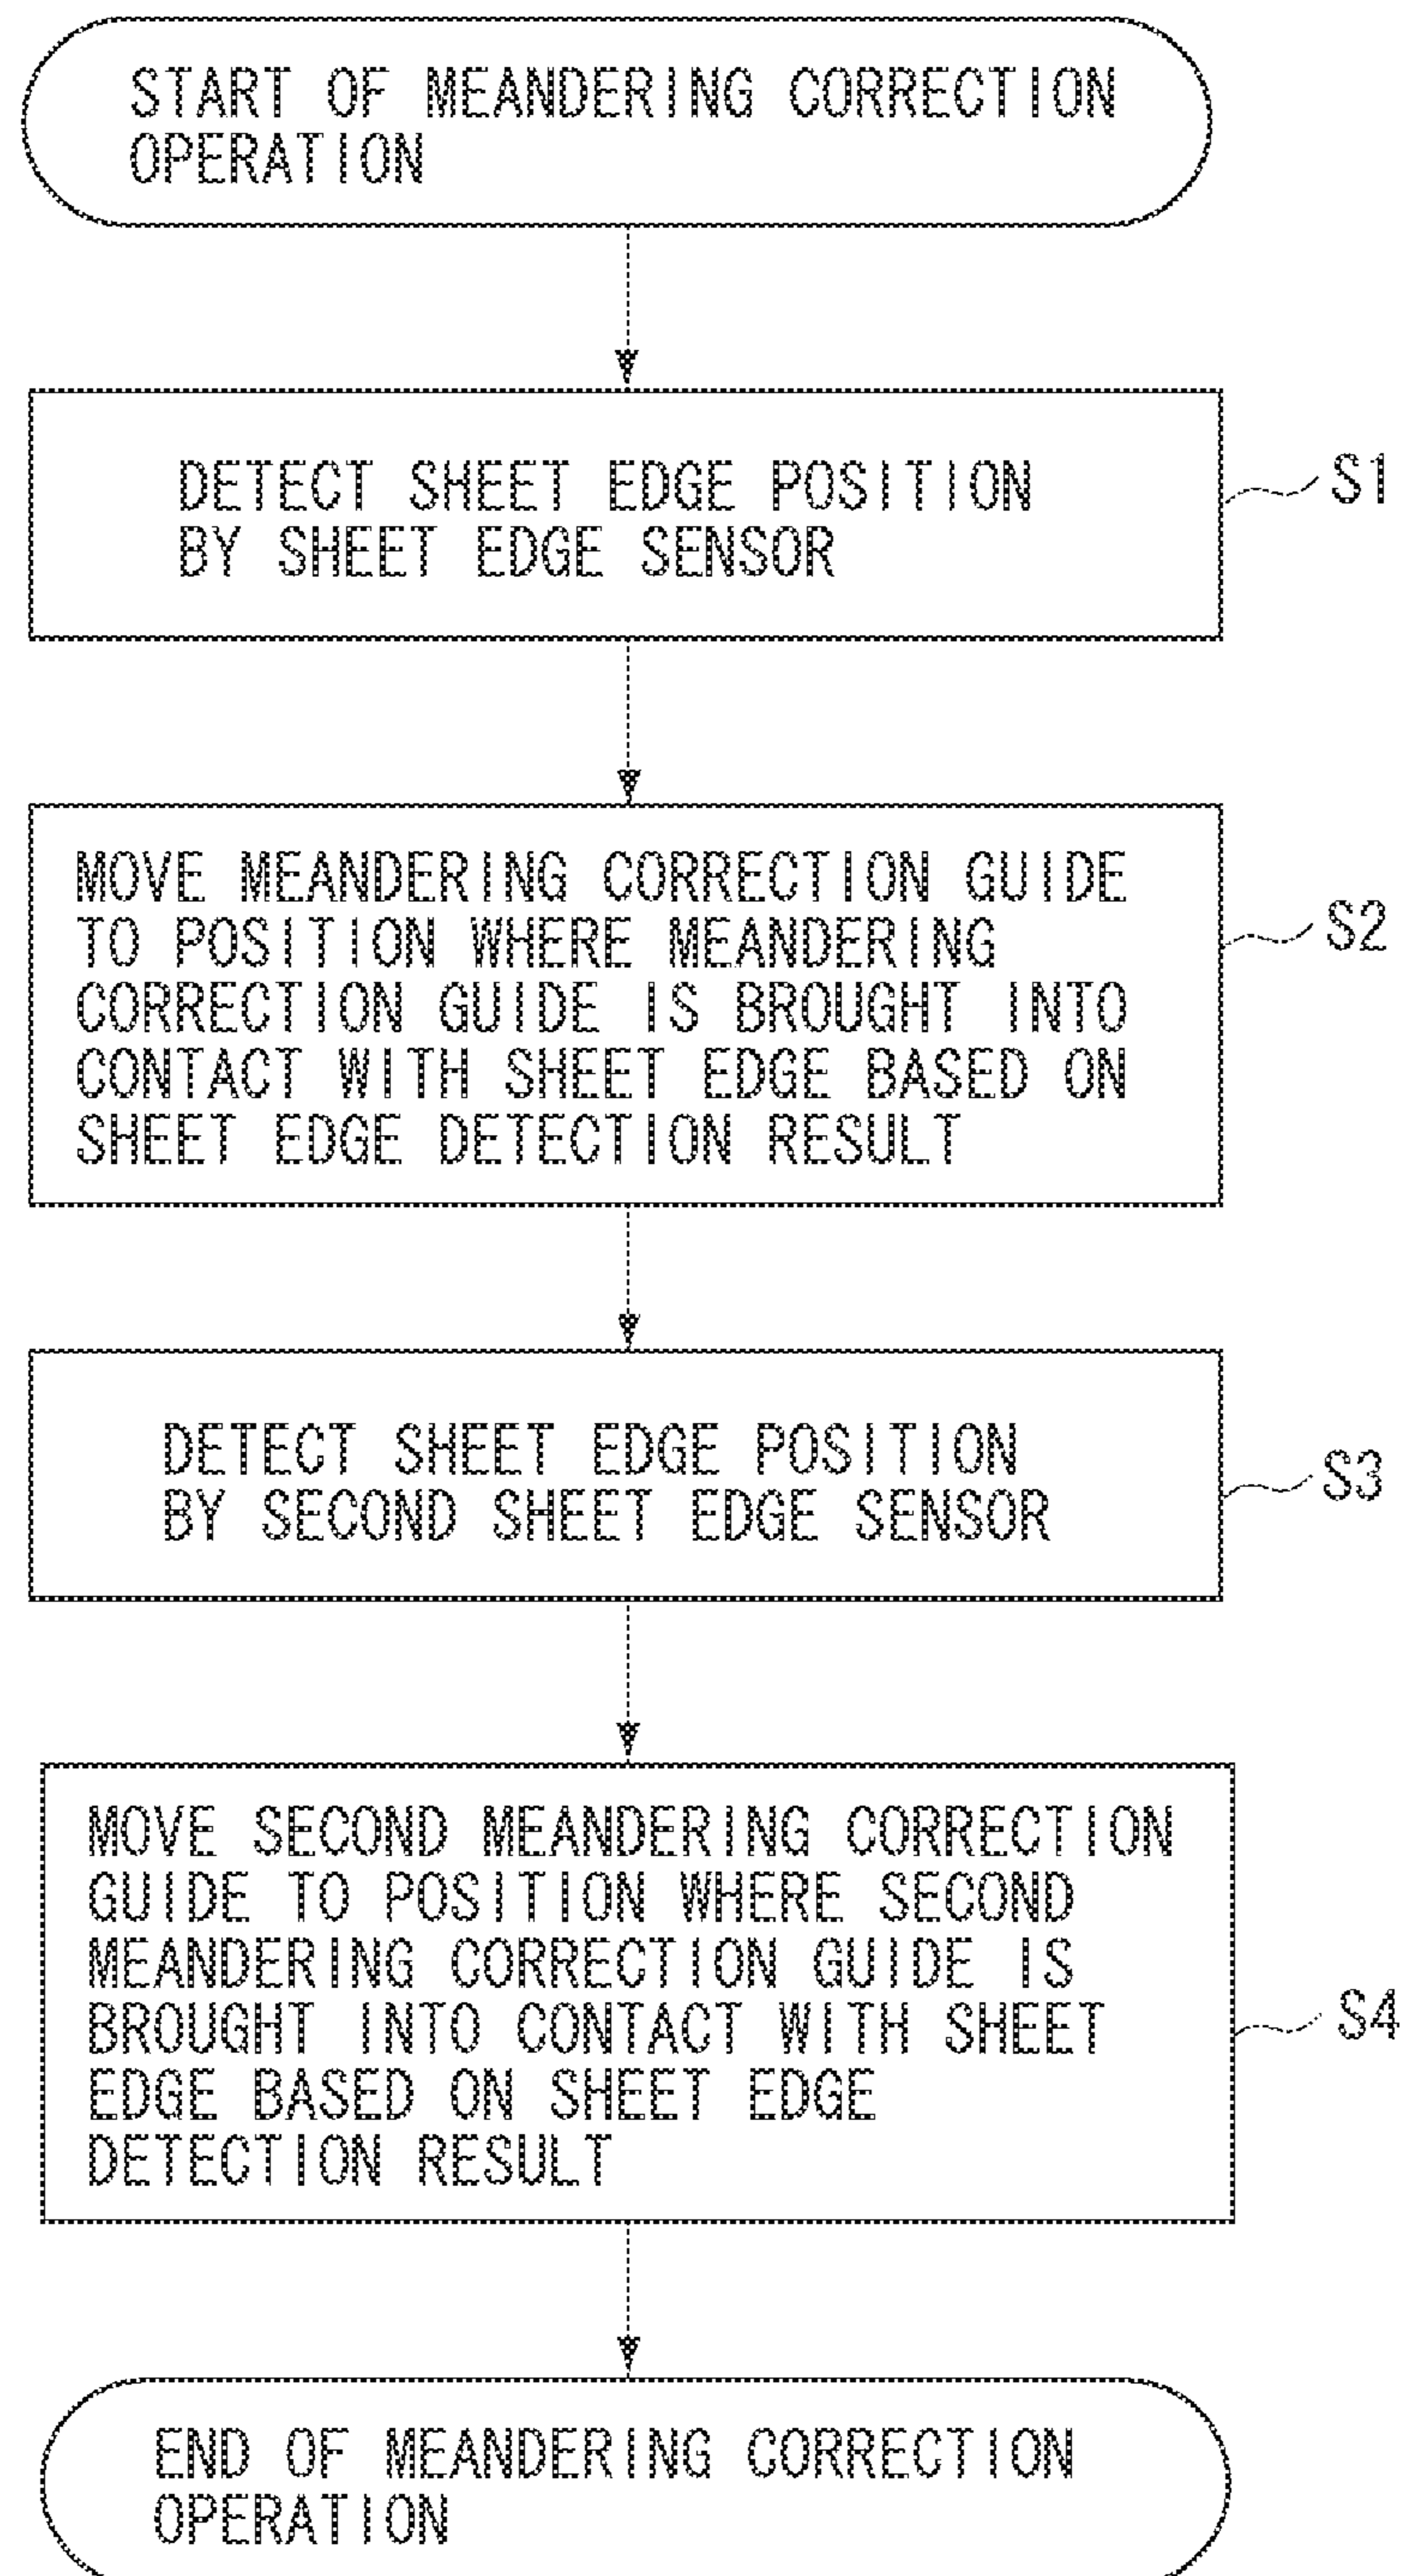 START OF MEANDERING CORRECTION
OPERATION
DETECT SHEET EDGE POSITION
BY SHEET EDGE SENSOR
S1
MOVE MEANDERING CORRECTION GUIDE
TO POSITION WHERE MEANDERING
CORRECTION GUIDE IS BROUGHT INTO
CONTACT WITH SHEET EDGE BASED ON
SHEET EDGE DETECTION RESULT
S2
DETECT SHEET EDGE POSITION
BY SECOND SHEET EDGE SENSOR
S3
MOVE SECOND MEANDERING CORRECTION
GUIDE TO POSITION WHERE SECOND
MEANDERING CORRECTION GUIDE IS
BROUGHT INTO CONTACT WITH SHEET
EDGE BASED ON SHEET EDGE
DETECTION RESULT
S4
END OF MEANDERING CORRECTION
OPERATION